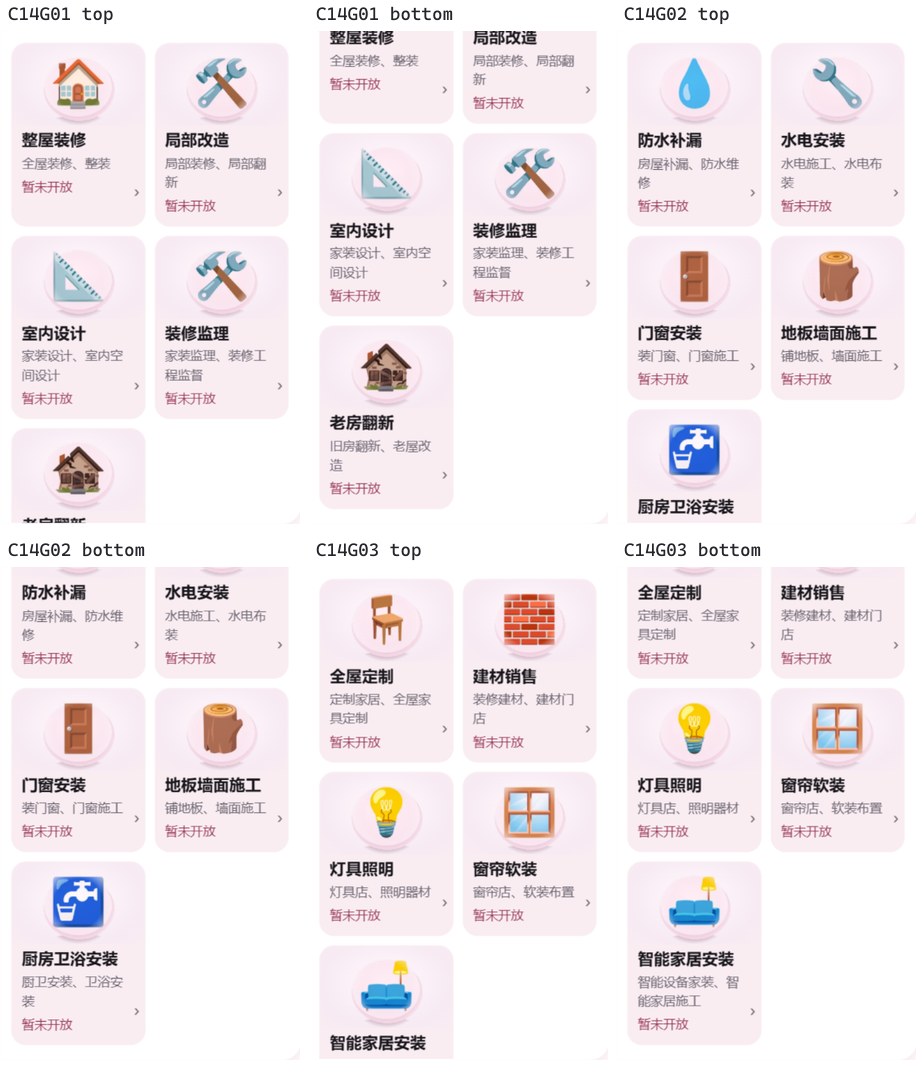 C14G01 top
整屋装修
全屋装修、整装
暂未开放
局部改造
局部装修、局部翻
新
暂未开放
室内设计
家装设计、室内空
间设计
暂未开放
装修监理
家装监理、装修工
程监督
暂未开放
老房翻新
C14G01 bottom
整屋装修
全屋装修、整装
暂未开放
局部改造
局部装修、局部翻
新
暂未开放
室内设计
家装设计、室内空
间设计
暂未开放
装修监理
家装监理、装修工
程监督
暂未开放
老房翻新
旧房翻新、老屋改
造
暂未开放
C14G02 top
防水补漏
房屋补漏、防水维
修
暂未开放
水电安装
水电施工、水电布
装
暂未开放
门窗安装
装门窗、门窗施工
暂未开放
地板墙面施工
铺地板、墙面施工
暂未开放
厨房卫浴安装
C14G02 bottom
防水补漏
房屋补漏、防水维
修
暂未开放
水电安装
水电施工、水电布
装
暂未开放
门窗安装
装门窗、门窗施工
暂未开放
地板墙面施工
铺地板、墙面施工
暂未开放
厨房卫浴安装
厨卫安装、卫浴安
装
暂未开放
C14G03 top
全屋定制
定制家居、全屋家
具定制
暂未开放
建材销售
装修建材、建材门
店
暂未开放
灯具照明
灯具店、照明器材
暂未开放
窗帘软装
窗帘店、软装布置
暂未开放
智能家居安装
C14G03 bottom
全屋定制
定制家居、全屋家
具定制
暂未开放
建材销售
装修建材、建材门
店
暂未开放
灯具照明
灯具店、照明器材
暂未开放
窗帘软装
窗帘店、软装布置
暂未开放
智能家居安装
智能设备家装、智
能家居施工
暂未开放